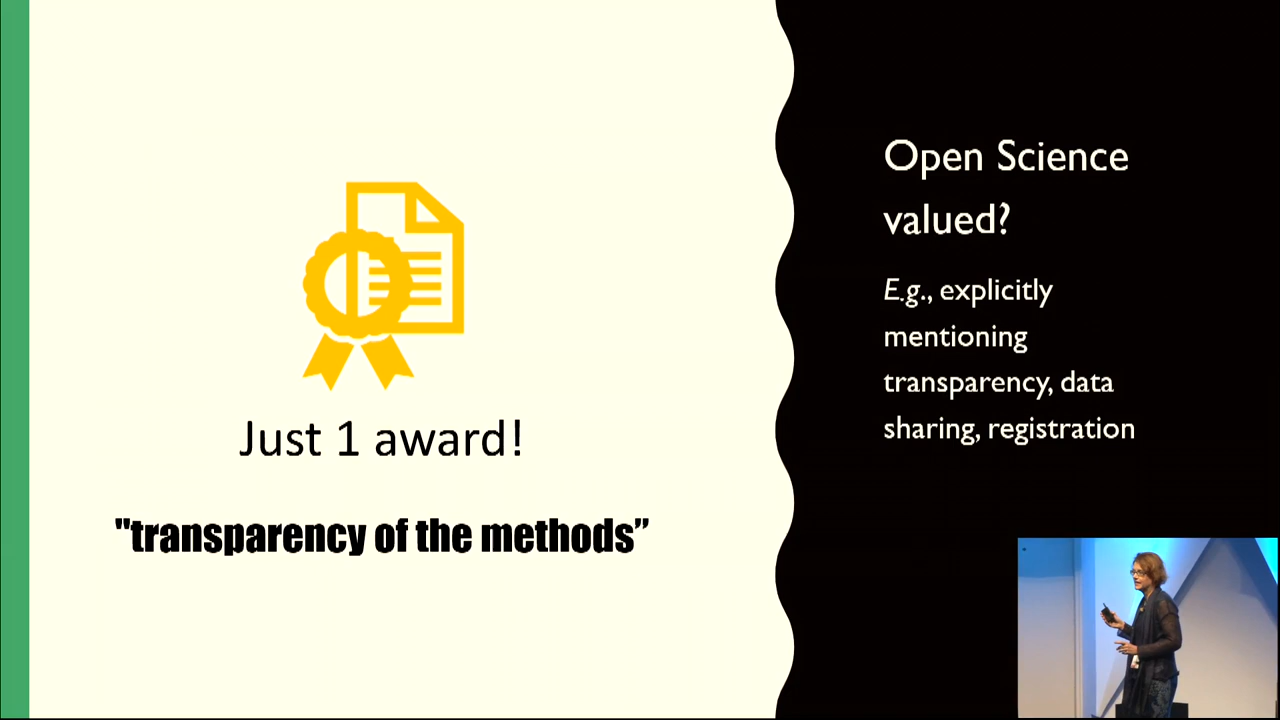 Just 1 award!
"transparency of the methods”
Open Science
valued?
E.g., explicitly
mentioning
transparency, data
sharing, registration